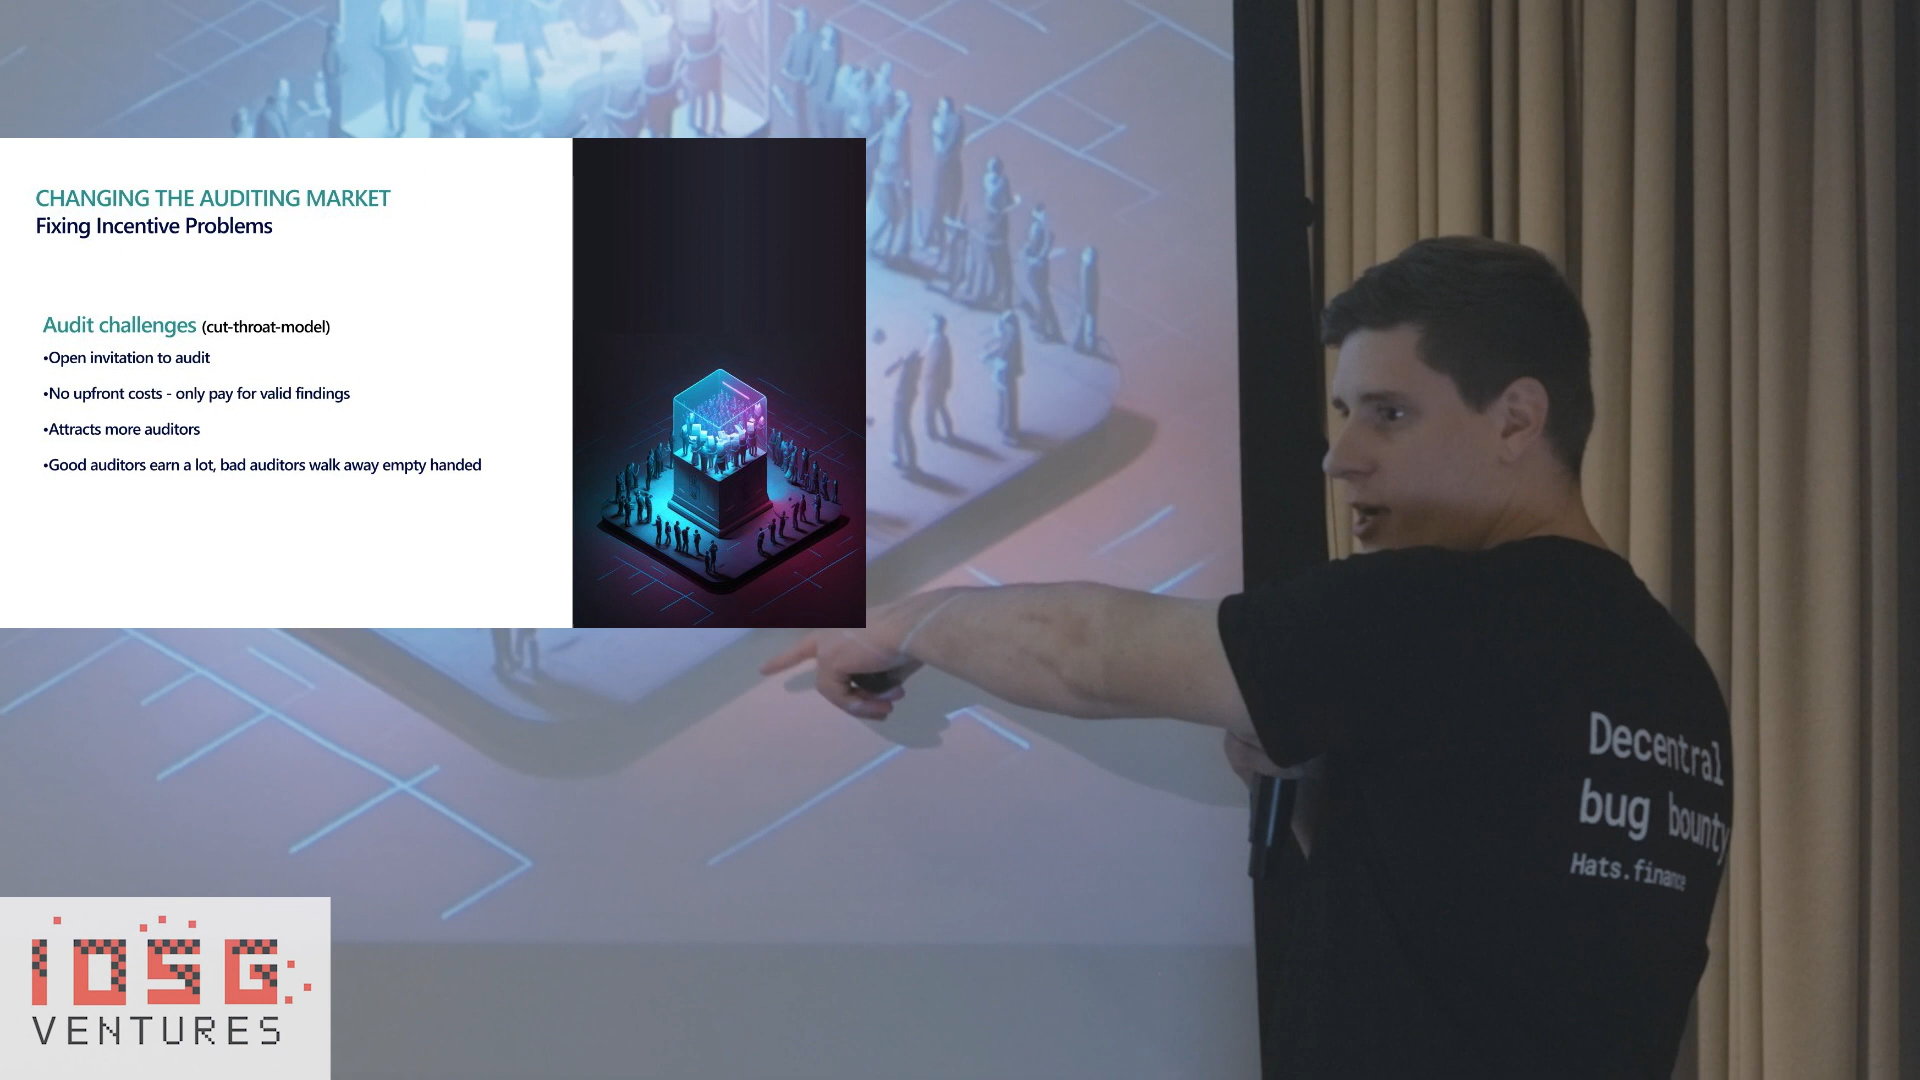 CHANGING THE AUDITING MARKET
Fixing Incentive Problems
Audit challenges (cut-throat-model)
•Open invitation to audit
•No upfront costs - only pay for valid findings
•Attracts more auditors
•Good auditors earn a lot, bad auditors walk away empty handed
Decentral
bug bounty
Hats.finance
IOSG
VENTURES